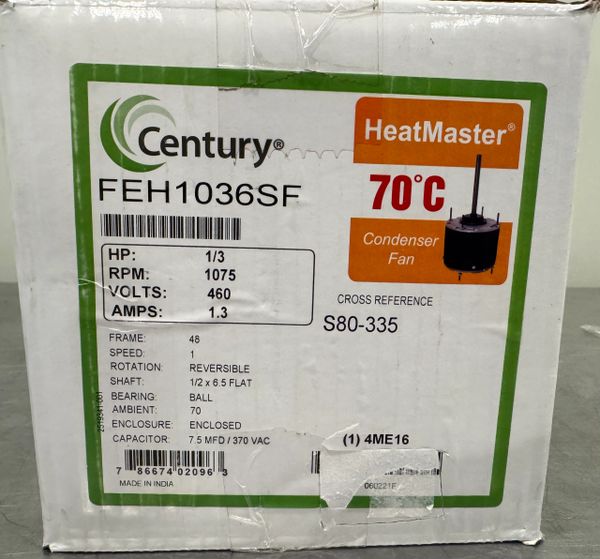 Century®
HeatMaster®
70°C
Condenser
Fan
FEH1036SF
HP: 1/3
RPM: 1075
VOLTS: 460
AMPS: 1.3
CROSS REFERENCE
S80-335
FRAME: 48
SPEED: 1
ROTATION: REVERSIBLE
SHAFT: 1/2 x 6.5 FLAT
BEARING: BALL
AMBIENT: 70
ENCLOSURE: ENCLOSED
CAPACITOR: 7.5 MFD / 370 VAC
(1) 4ME16
7 86674 02096 3
MADE IN INDIA
060221F